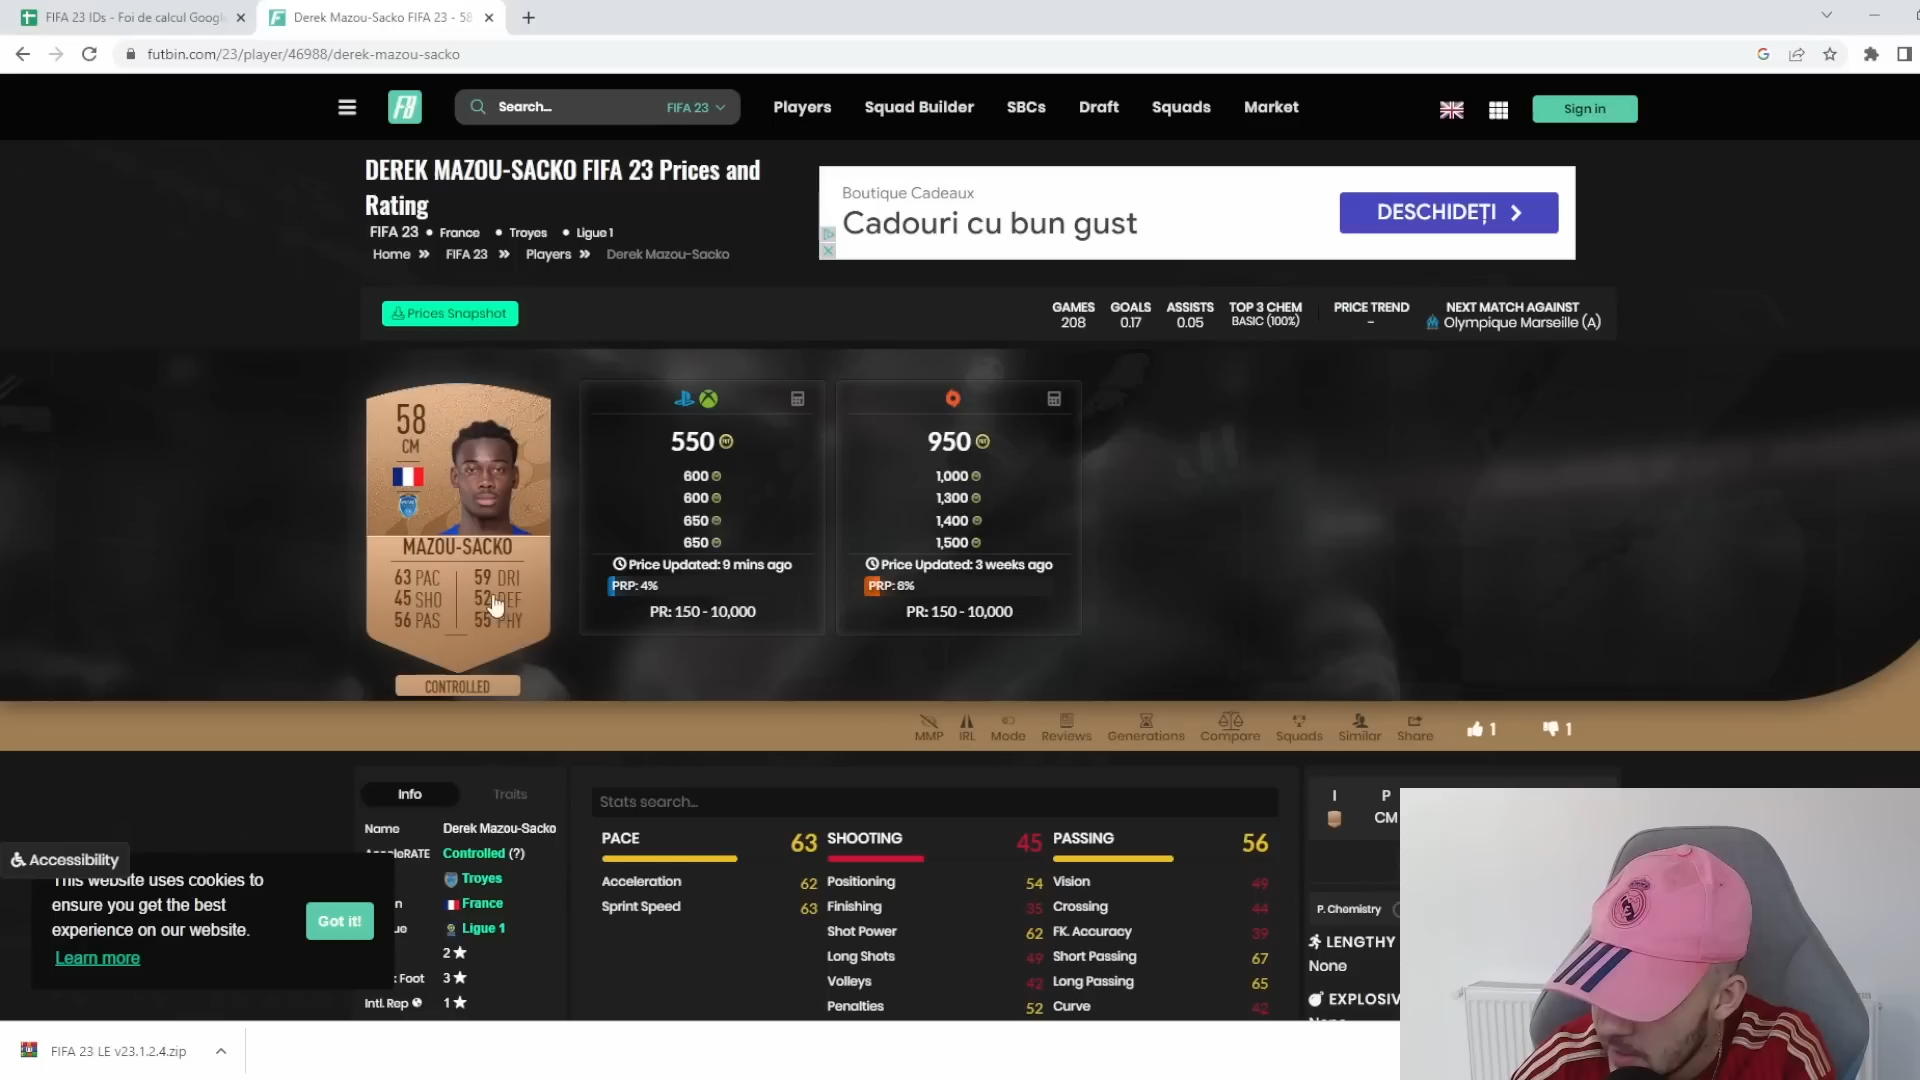 FIFA 23 IDs - Foi de calcul Googl
Derek Mazou-Sacko FIFA 23 - 58
futbin.com/23/player/46988/derek-mazou-sacko
Search...
FIFA 23
Players
Squad Builder
SBCs
Draft
Squads
Market
Sign in
DEREK MAZOU-SACKO FIFA 23 Prices and
Rating
FIFA 23 • France • Troyes • Ligue 1
Home » FIFA 23 » Players » Derek Mazou-Sacko
Boutique Cadeaux
Cadouri cu bun gust
DESCHIDEȚI
Prices Snapshot
GAMES
208
GOALS
0.17
ASSISTS
0.05
TOP 3 CHEM
BASIC (100%)
PRICE TREND
-
NEXT MATCH AGAINST
Olympique Marseille (A)
58
CM
MAZOU-SACKO
63 PAC
59 DRI
45 SHO
52 DEF
56 PAS
55 PHY
CONTROLLED
550
600
600
650
650
Price Updated: 9 mins ago
PRP: 4%
PR: 150 - 10,000
950
1,000
1,300
1,400
1,500
Price Updated: 3 weeks ago
PRP: 8%
PR: 150 - 10,000
MMP
IRL
Mode
Reviews
Generations
Compare
Squads
Similar
Share
1
1
Info
Traits
Name
Derek Mazou-Sacko
Controlled (?)
Troyes
France
Ligue 1
2
Foot
3
Intl. Rep
1
Accessibility
This website uses cookies to
ensure you get the best
experience on our website.
Learn more
Got it!
Stats search...
PACE 63
Acceleration 62
Sprint Speed 63
SHOOTING 45
Positioning 54
Finishing 35
Shot Power 62
Long Shots 49
Volleys 42
Penalties 52
PASSING 56
Vision 49
Crossing 44
FK. Accuracy 39
Short Passing 67
Long Passing 65
Curve 42
I
P
CM
P. Chemistry
LENGTHY
None
EXPLOSIV
FIFA 23 LE v23.1.2.4.zip